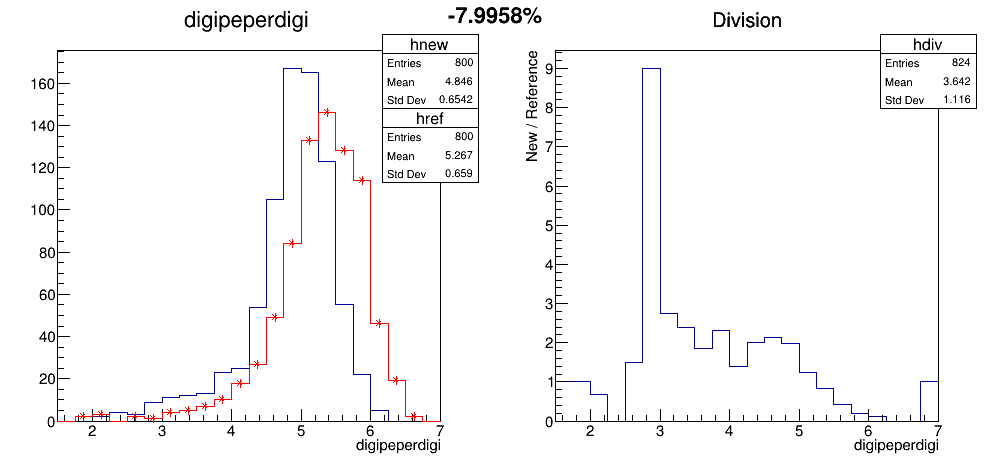 -7.9958%
digipeperdigi
hnew
Entries 800
Mean 4.846
Std Dev 0.6542
href
Entries 800
Mean 5.267
Std Dev 0.659
160
140
120
100
80
60
40
20
0
2 3 4 5 6 7
digipeperdigi
Division
hdiv
Entries 824
Mean 3.642
Std Dev 1.116
New / Reference
9
8
7
6
5
4
3
2
1
0
2 3 4 5 6 7
digipeperdigi